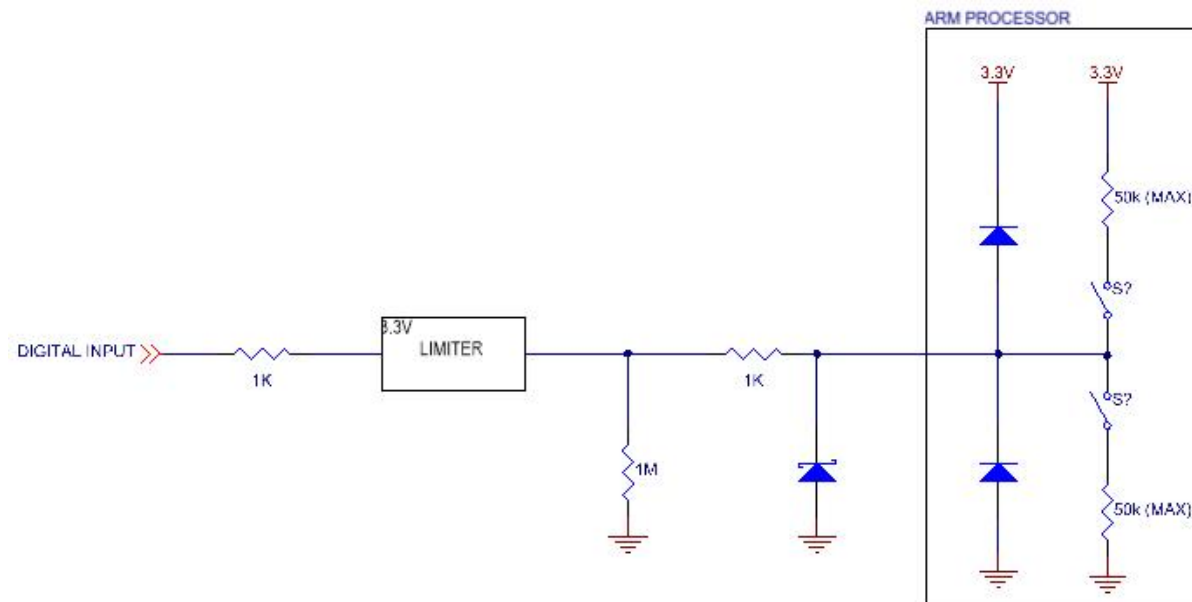 ARM PROCESSOR
3.3V
3.3V
50k (MAX)
S?
DIGITAL INPUT
1K
3.3V
LIMITER
1K
S?
1M
50k (MAX)